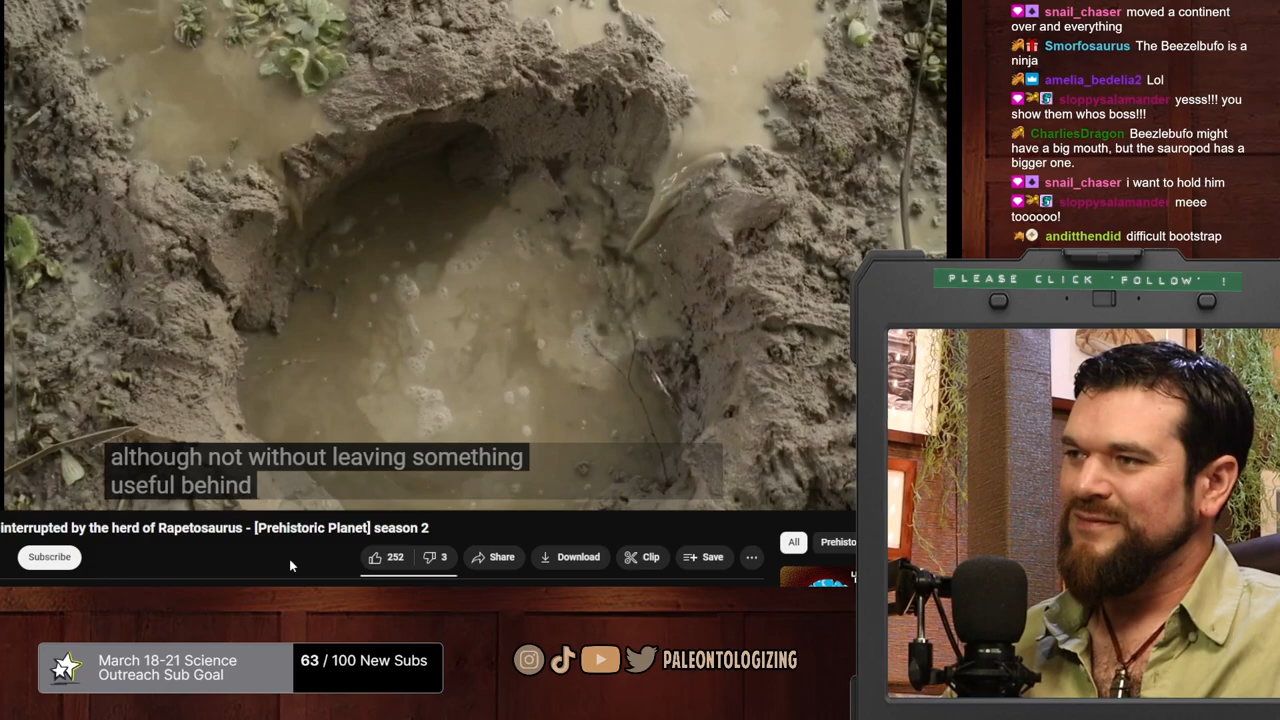 snail_chaser moved a continent
over and everything
Smorfosaurus The Beezelbufo is a
ninja
amelia_bedelia2 Lol
sloppysalamander yesss!!! you
show them whos boss!!!
CharliesDragon Beezlebufo might
have a big mouth, but the sauropod has a
bigger one.
snail_chaser i want to hold him
sloppysalamander meee
toooooo!
anditthendid difficult bootstrap
PLEASE CLICK "FOLLOW" !
although not without leaving something
useful behind
interrupted by the herd of Rapetosaurus - [Prehistoric Planet] season 2
Subscribe
252
3
Share
Download
Clip
Save
All
Prehisto
March 18-21 Science
Outreach Sub Goal
63 / 100 New Subs
PALEONTOLOGIZING